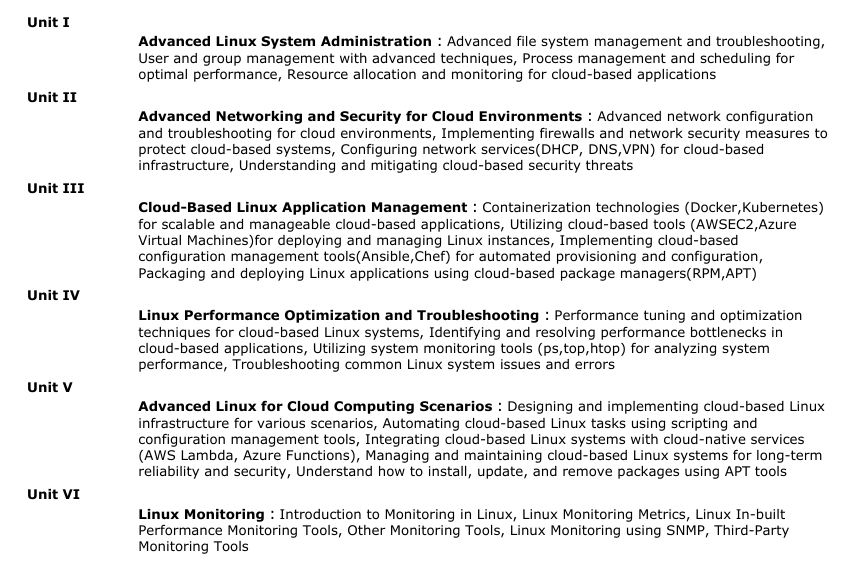 Unit I
Advanced Linux System Administration : Advanced file system management and troubleshooting,
User and group management with advanced techniques, Process management and scheduling for
optimal performance, Resource allocation and monitoring for cloud-based applications
Unit II
Advanced Networking and Security for Cloud Environments : Advanced network configuration
and troubleshooting for cloud environments, Implementing firewalls and network security measures to
protect cloud-based systems, Configuring network services(DHCP, DNS,VPN) for cloud-based
infrastructure, Understanding and mitigating cloud-based security threats
Unit III
Cloud-Based Linux Application Management : Containerization technologies (Docker,Kubernetes)
for scalable and manageable cloud-based applications, Utilizing cloud-based tools (AWSEC2,Azure
Virtual Machines)for deploying and managing Linux instances, Implementing cloud-based
configuration management tools(Ansible,Chef) for automated provisioning and configuration,
Packaging and deploying Linux applications using cloud-based package managers(RPM,APT)
Unit IV
Linux Performance Optimization and Troubleshooting : Performance tuning and optimization
techniques for cloud-based Linux systems, Identifying and resolving performance bottlenecks in
cloud-based applications, Utilizing system monitoring tools (ps,top,htop) for analyzing system
performance, Troubleshooting common Linux system issues and errors
Unit V
Advanced Linux for Cloud Computing Scenarios : Designing and implementing cloud-based Linux
infrastructure for various scenarios, Automating cloud-based Linux tasks using scripting and
configuration management tools, Integrating cloud-based Linux systems with cloud-native services
(AWS Lambda, Azure Functions), Managing and maintaining cloud-based Linux systems for long-term
reliability and security, Understand how to install, update, and remove packages using APT tools
Unit VI
Linux Monitoring : Introduction to Monitoring in Linux, Linux Monitoring Metrics, Linux In-built
Performance Monitoring Tools, Other Monitoring Tools, Linux Monitoring using SNMP, Third-Party
Monitoring Tools